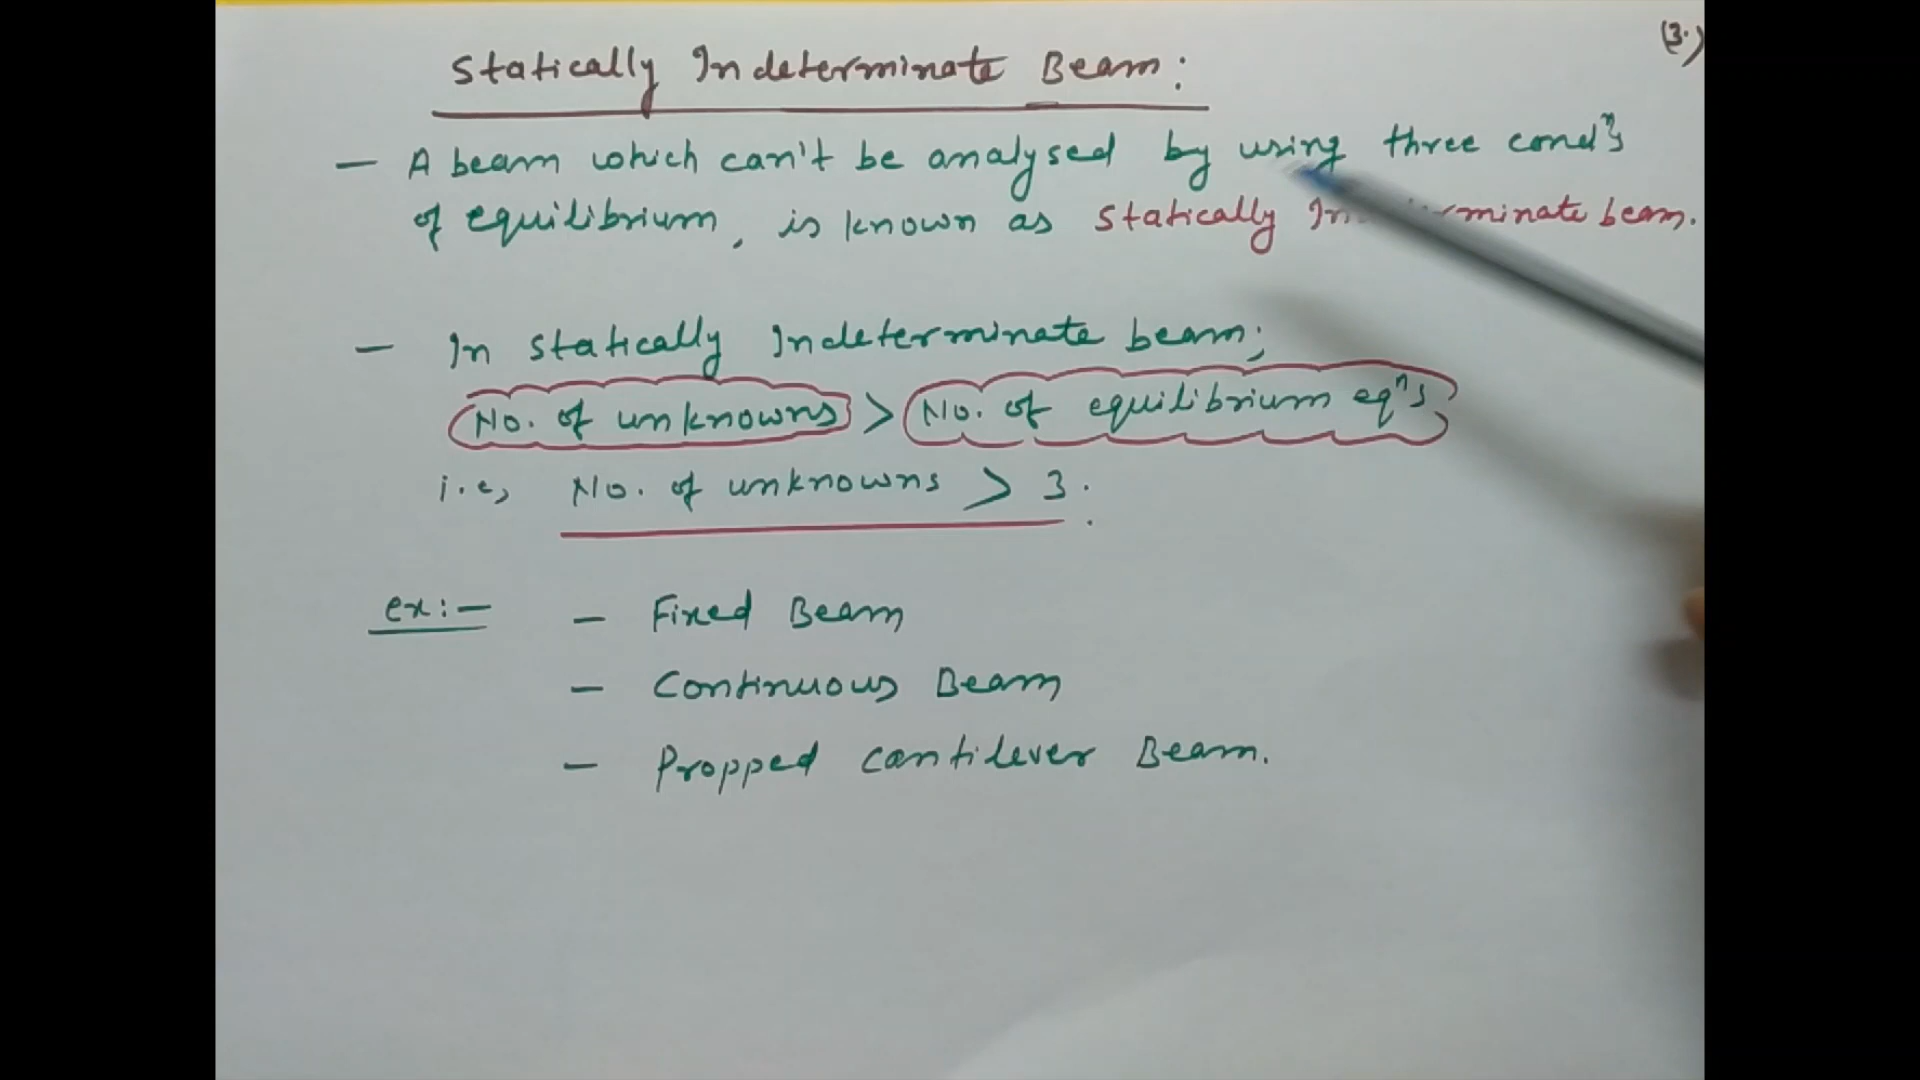 (3.)
Statically Indeterminate Beam:
— A beam which can't be analysed by using three condⁿs
of equilibrium, is known as Statically beam.
— In statically Indeterminate beam;
No. of unknowns > No. of equilibrium eqⁿs
i.e, No. of unknowns > 3.
ex:— — Fixed Beam
— Continuous Beam
— Propped cantilever Beam.